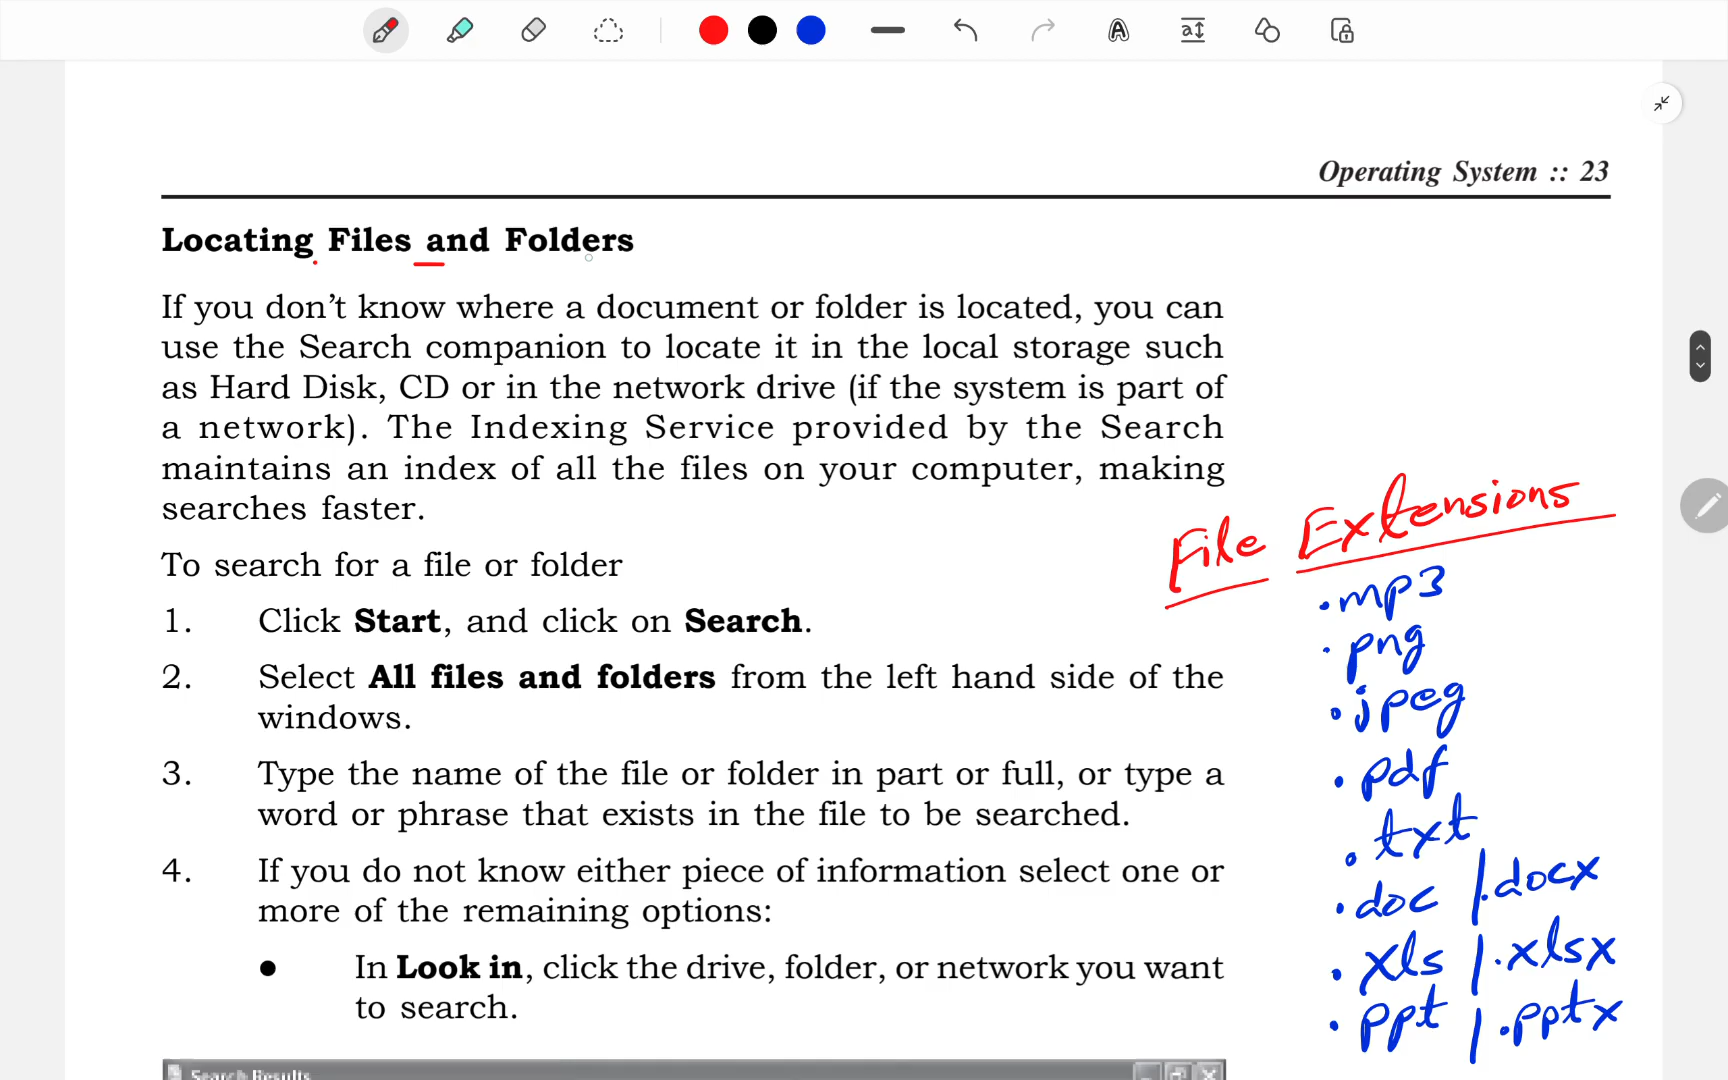 Operating System :: 23
Locating Files and Folders
If you don't know where a document or folder is located, you can
use the Search companion to locate it in the local storage such
as Hard Disk, CD or in the network drive (if the system is part of
a network). The Indexing Service provided by the Search
maintains an index of all the files on your computer, making
searches faster.
To search for a file or folder
1. Click Start, and click on Search.
2. Select All files and folders from the left hand side of the
windows.
3. Type the name of the file or folder in part or full, or type a
word or phrase that exists in the file to be searched.
4. If you do not know either piece of information select one or
more of the remaining options:
● In Look in, click the drive, folder, or network you want
to search.
Search Results
File Extensions
.mp3
.png
.jpeg
.pdf
.txt
.doc /.docx
.xls /.xlsx
.ppt /.pptx